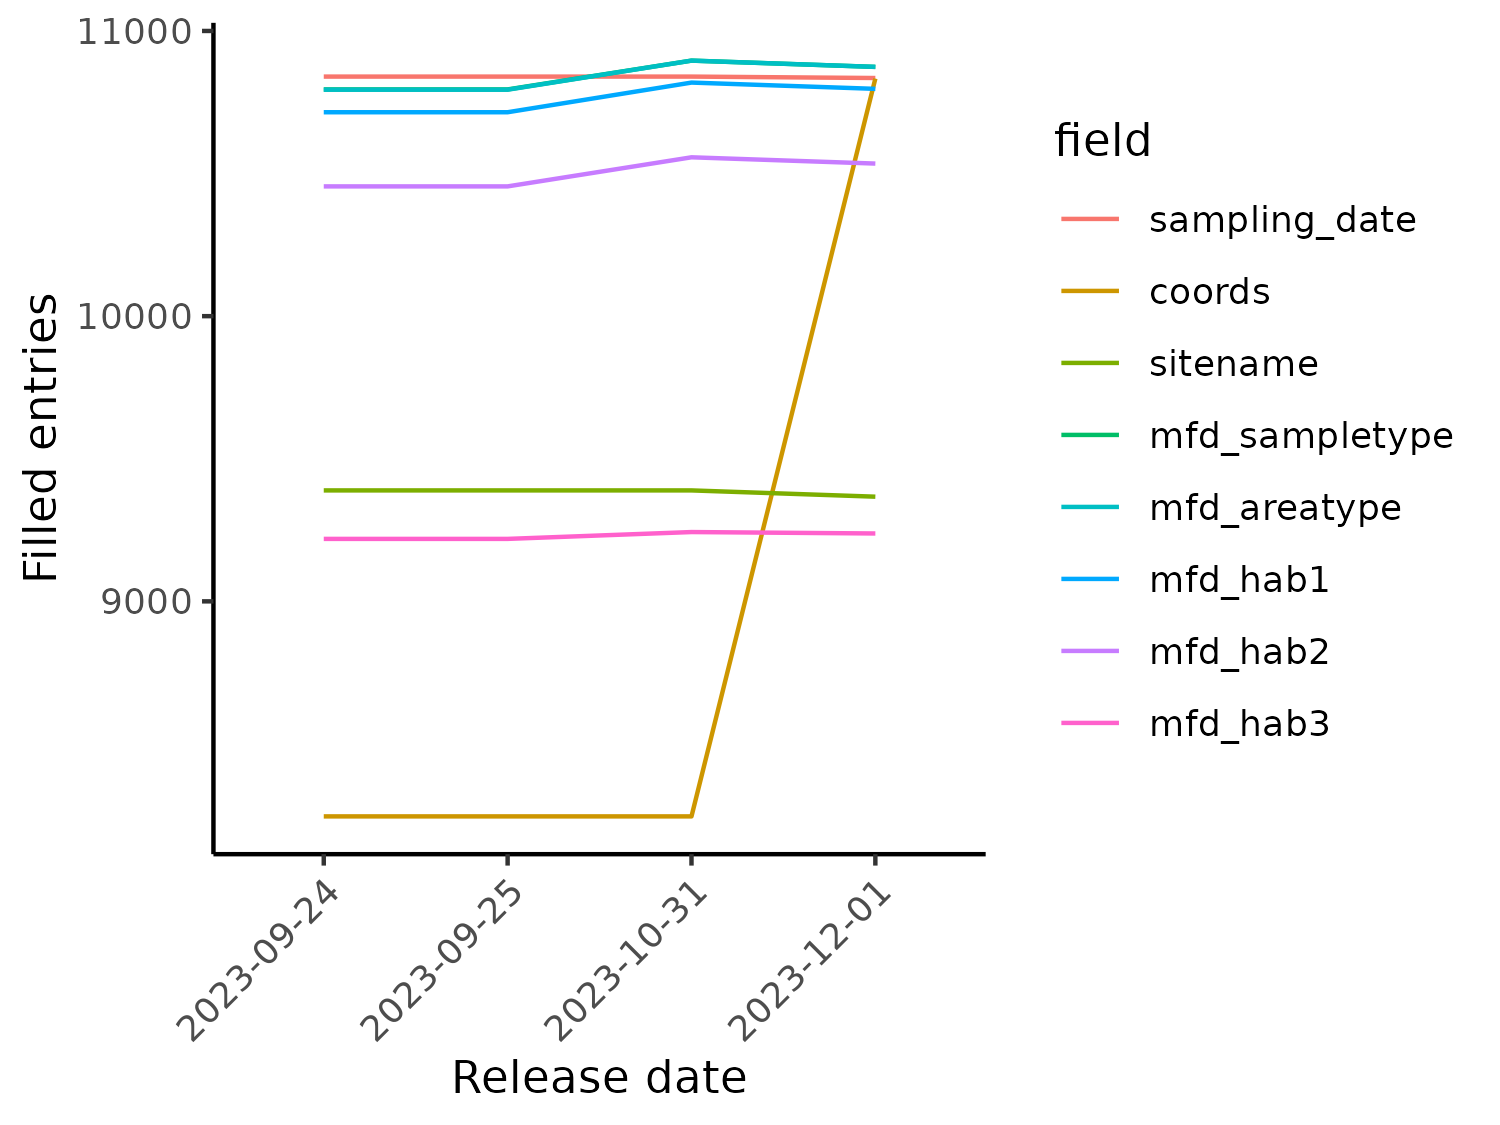 11000
10000
9000
Filled entries
2023-09-24
2023-09-25
2023-10-31
2023-12-01
Release date
field
sampling_date
coords
sitename
mfd_sampletype
mfd_areatype
mfd_hab1
mfd_hab2
mfd_hab3